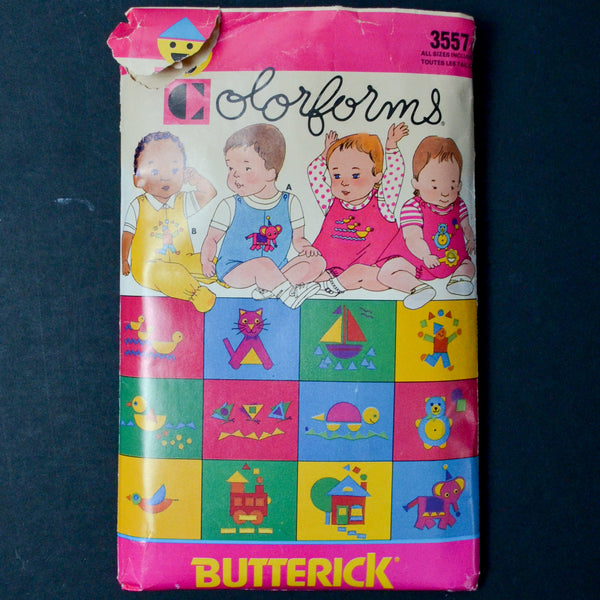 3557
ALL SIZES
TOUTES LES
Colorforms
A
B
BUTTERICK